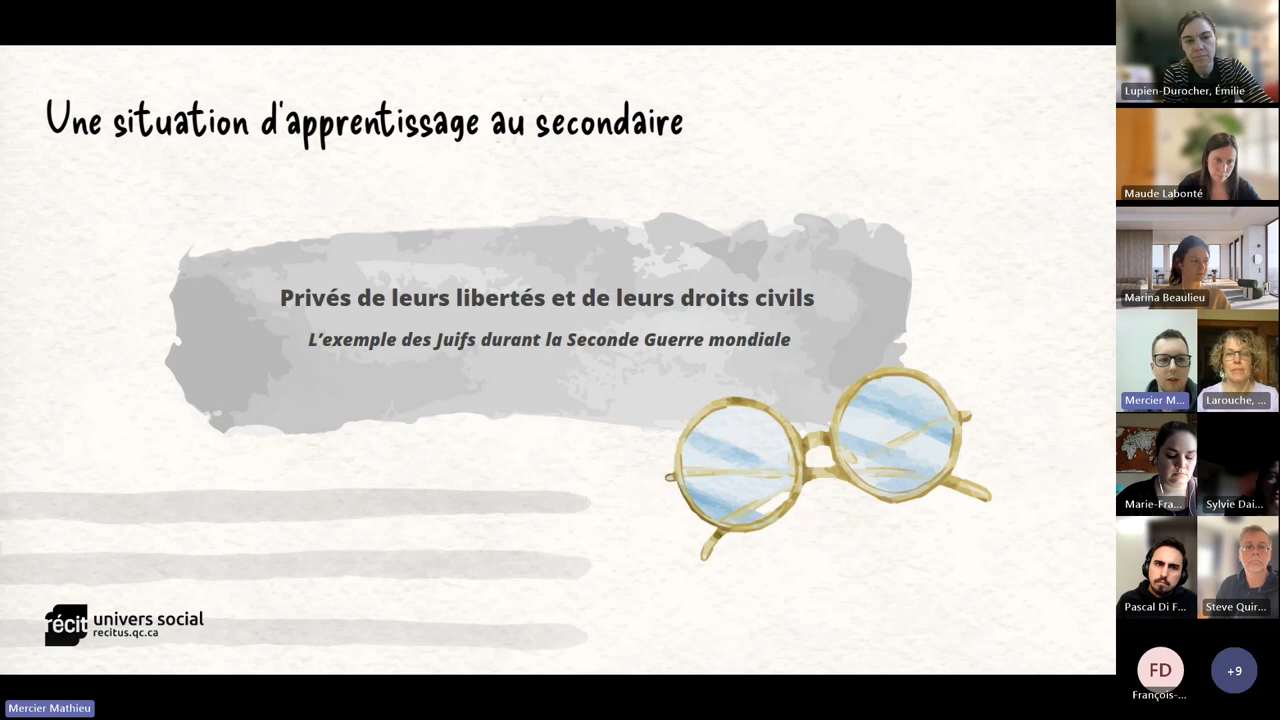 Une situation d'apprentissage au secondaire
Privés de leurs libertés et de leurs droits civils
L'exemple des Juifs durant la Seconde Guerre mondiale
récit
univers social
recitus.qc.ca
Mercier Mathieu
Lupien-Durocher, Émilie
Maude Labonté
Marina Beaulieu
Mercier M...
Larouche, ...
Marie-Fra...
Sylvie Dai...
Pascal Di F...
Steve Quir...
FD
François-...
+9